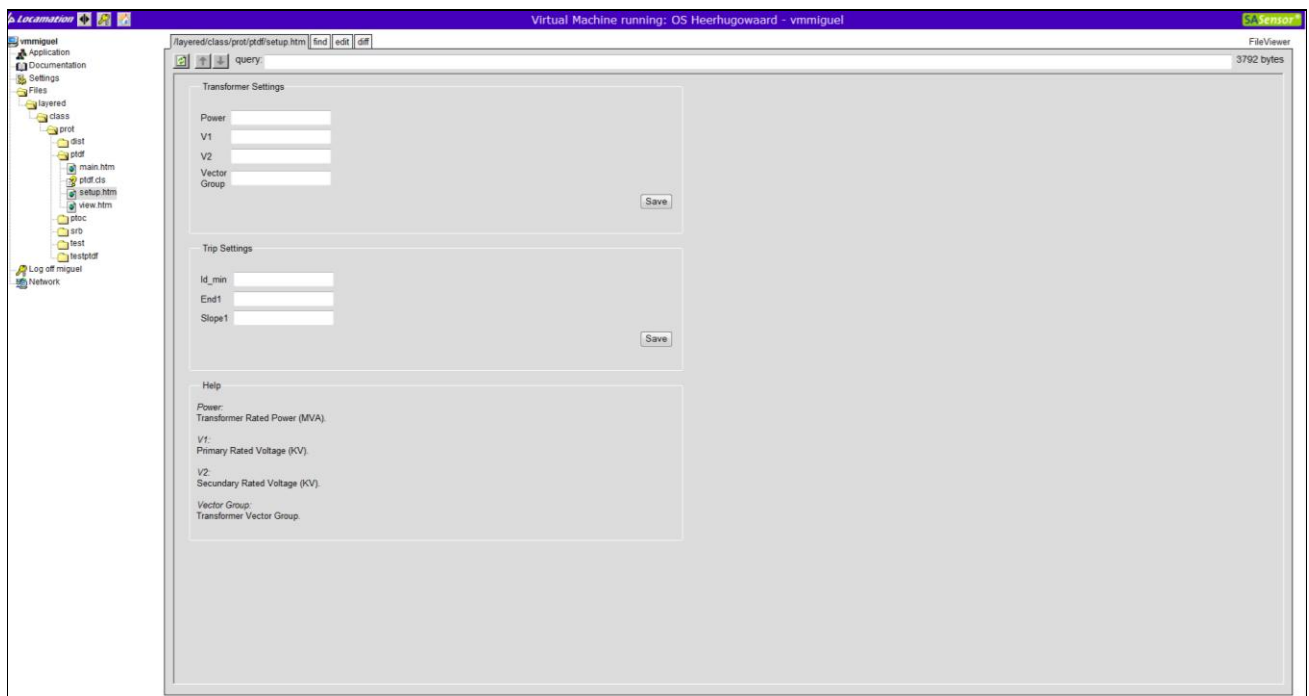 Locamation
Virtual Machine running: OS Heerhugowaard - vmmiguel
SASensor
vmmiguel
Application
Documentation
Settings
Files
layered
class
prot
dist
ptdf
main.htm
ptdf.cls
setup.htm
view.htm
ptoc
srb
test
testptdf
Log off miguel
Network
/layered/class/prot/ptdf/setup.htm find edit diff
FileViewer
query:
3792 bytes
Transformer Settings
Power
V1
V2
Vector
Group
Save
Trip Settings
Id_min
End1
Slope1
Save
Help
Power:
Transformer Rated Power (MVA).
V1:
Primary Rated Voltage (KV).
V2:
Secundary Rated Voltage (KV).
Vector Group:
Transformer Vector Group.